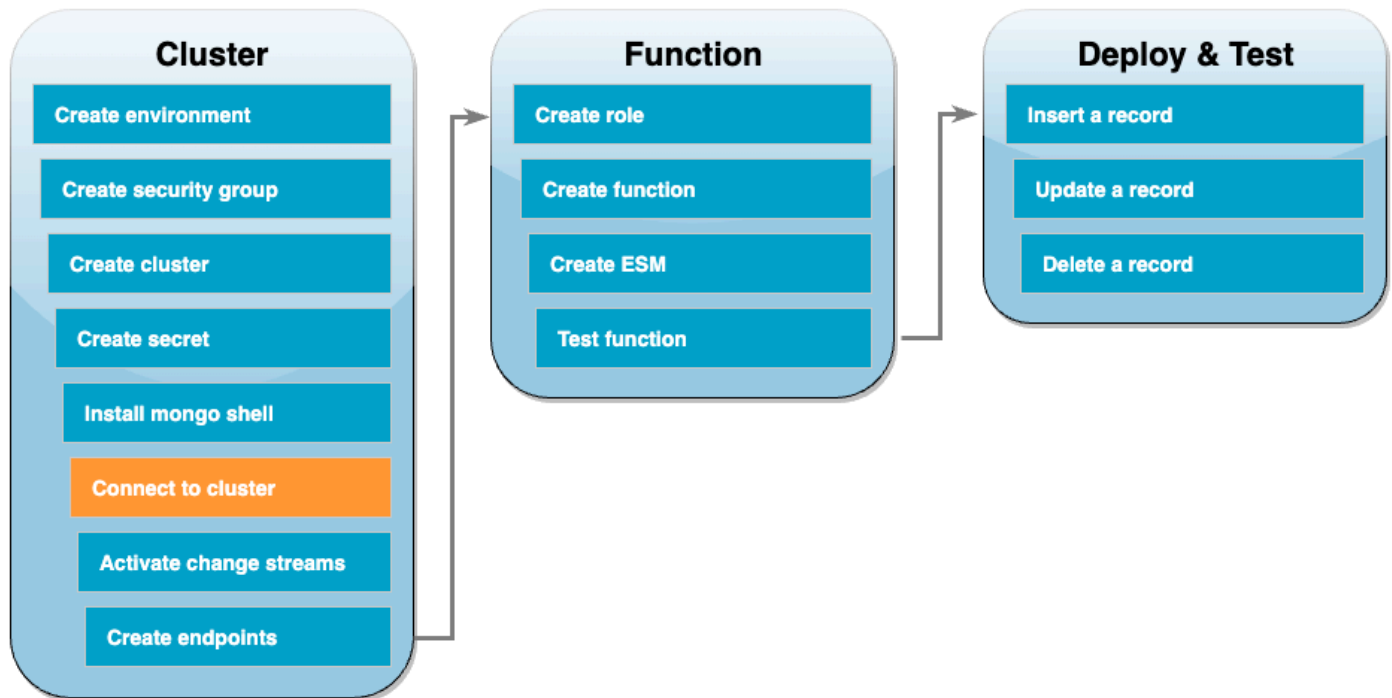 Cluster
Create environment
Create security group
Create cluster
Create secret
Install mongo shell
Connect to cluster
Activate change streams
Create endpoints
Function
Create role
Create function
Create ESM
Test function
Deploy & Test
Insert a record
Update a record
Delete a record